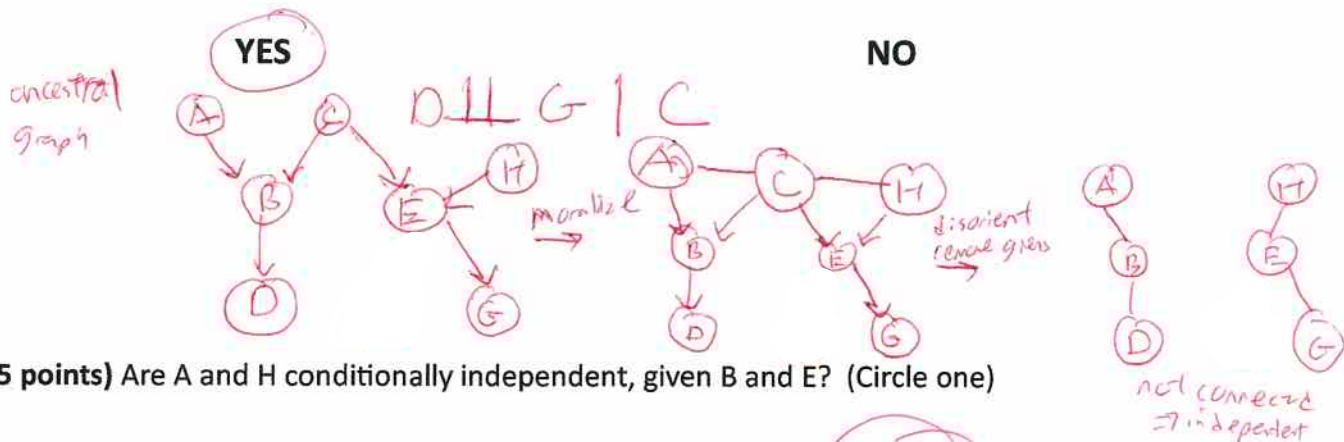 YES NO
ancestral
graph
D ⫫ G | C
A C H A C H A H
B E B E B E
D G D G D G
moralize
disorient
remove givens
5 points) Are A and H conditionally independent, given B and E? (Circle one)
not connected
⇒ independent